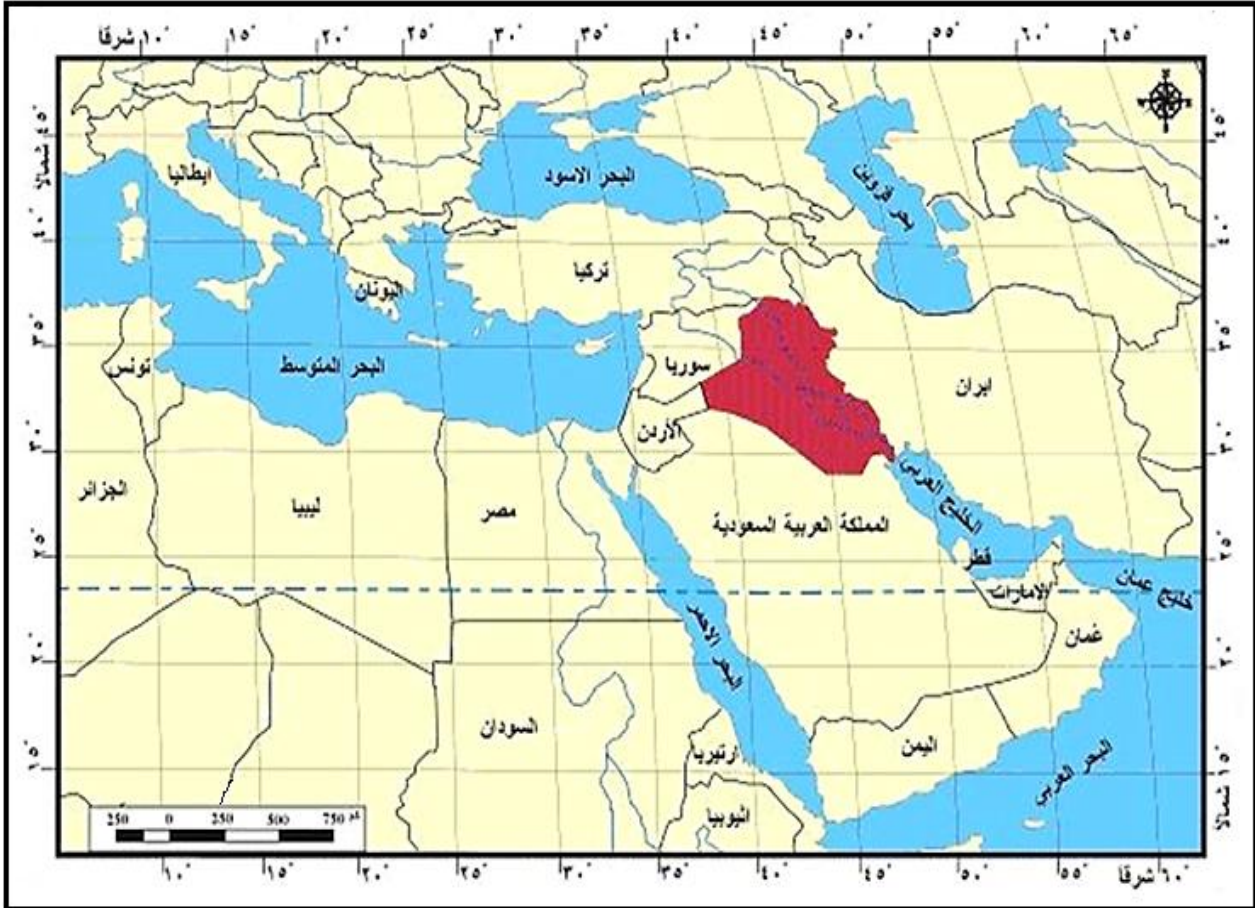 ١٠° شرقاً ١٥° ٢٠° ٢٥° ٣٠° ٣٥° ٤٠° ٤٥° ٥٠° ٥٥° ٦٠° ٦٥°
٤٥° ٤٥°
شمالا
ايطاليا
البحر الاسود
بحر قزوين
٤٠° ٤٠°
تركيا
اليونان
٣٥° ٣٥°
تونس
البحر المتوسط
سوريا
ايران
الأردن
٣٠° ٣٠°
الجزائر
ليبيا
مصر
المملكة العربية السعودية
الخليج العربي
قطر
٢٥° ٢٥°
الامارات
خليج عمان
عُمان
٢٠° ٢٠°
البحر الاحمر
السودان
اليمن
ارتيريا
البحر العربي
١٥° ١٥°
شمالاً
اثيوبيا
250 0 250 500 750 كم
١٠° ١٥° ٢٠° ٢٥° ٣٠° ٣٥° ٤٠° ٤٥° ٥٠° ٥٥° ٦٠° شرقاً